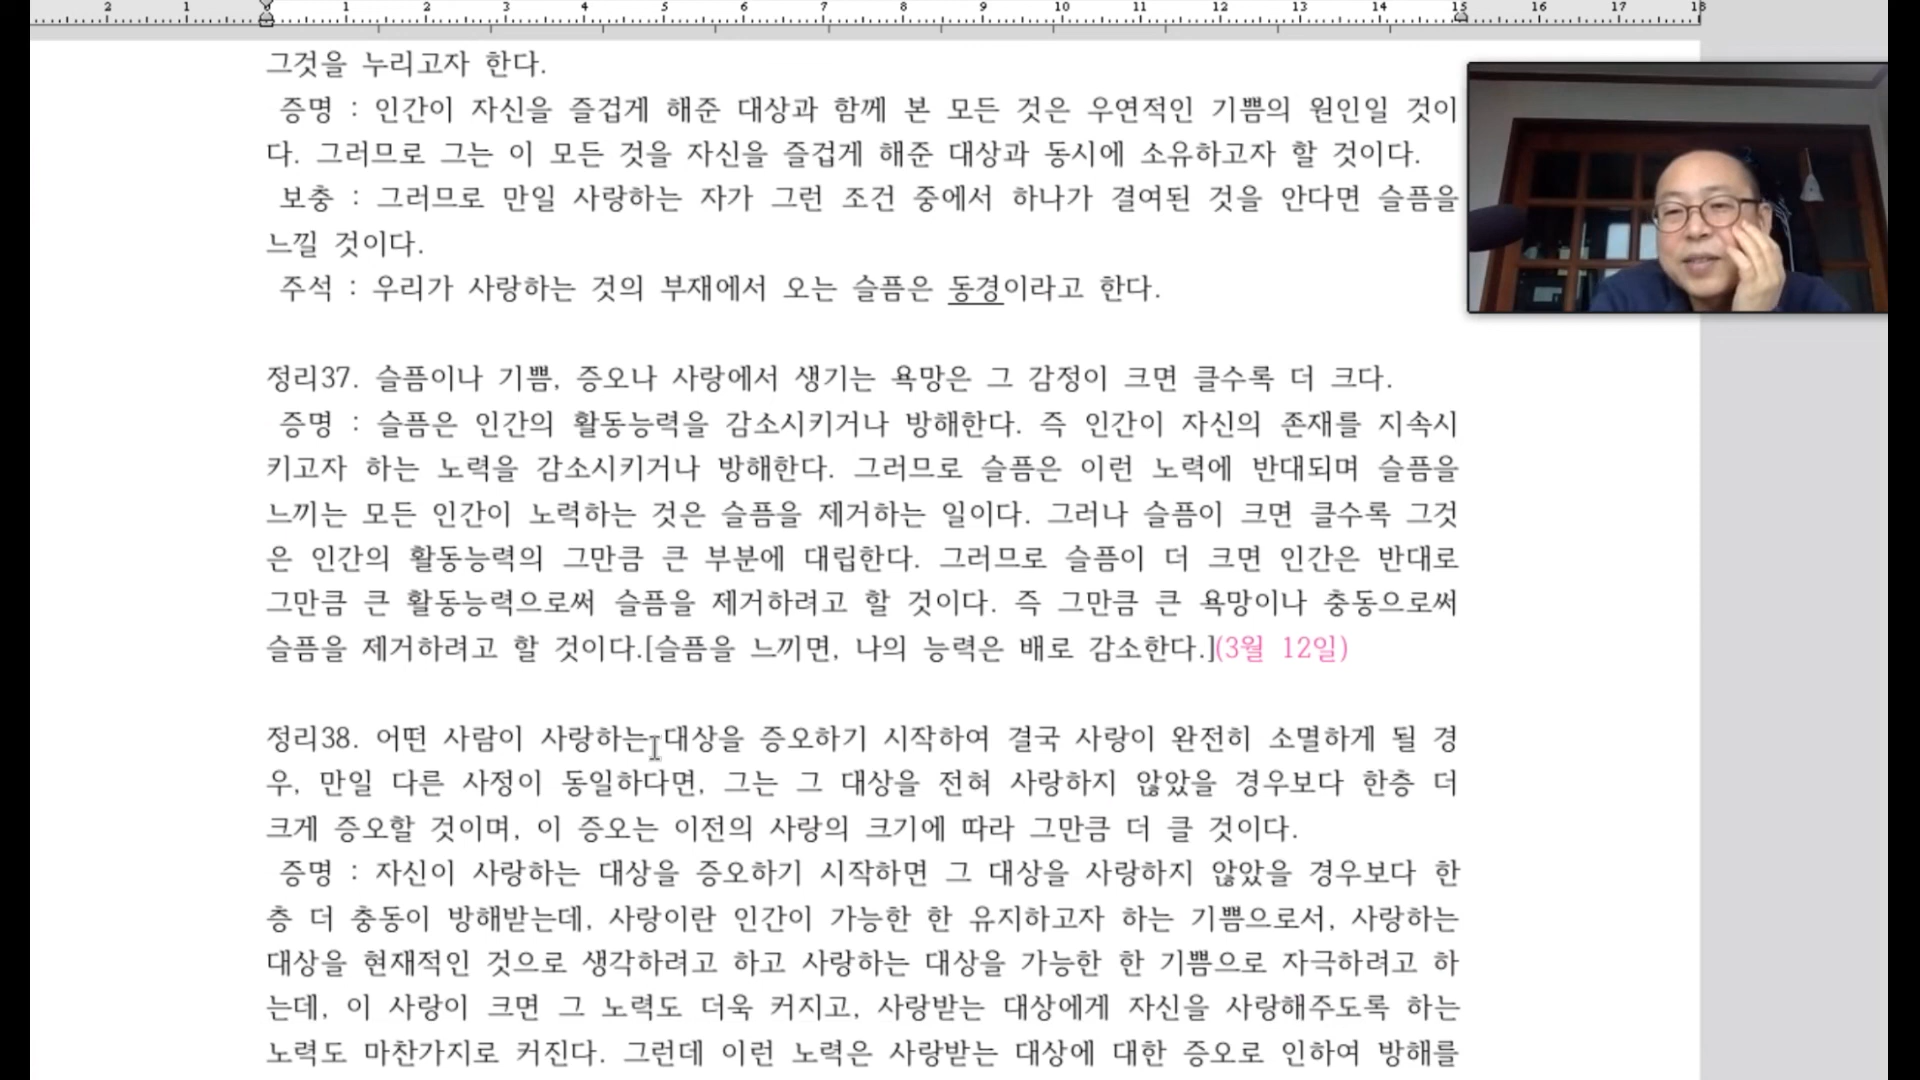 2 1 1 2 3 4 5 6 7 8 9 10 11 12 13 14 15 16 17 18
그것을 누리고자 한다.
증명 : 인간이 자신을 즐겁게 해준 대상과 함께 본 모든 것은 우연적인 기쁨의 원인일 것이
다. 그러므로 그는 이 모든 것을 자신을 즐겁게 해준 대상과 동시에 소유하고자 할 것이다.
보충 : 그러므로 만일 사랑하는 자가 그런 조건 중에서 하나가 결여된 것을 안다면 슬픔을
느낄 것이다.
주석 : 우리가 사랑하는 것의 부재에서 오는 슬픔은 동경이라고 한다.
정리37. 슬픔이나 기쁨, 증오나 사랑에서 생기는 욕망은 그 감정이 크면 클수록 더 크다.
증명 : 슬픔은 인간의 활동능력을 감소시키거나 방해한다. 즉 인간이 자신의 존재를 지속시
키고자 하는 노력을 감소시키거나 방해한다. 그러므로 슬픔은 이런 노력에 반대되며 슬픔을
느끼는 모든 인간이 노력하는 것은 슬픔을 제거하는 일이다. 그러나 슬픔이 크면 클수록 그것
은 인간의 활동능력의 그만큼 큰 부분에 대립한다. 그러므로 슬픔이 더 크면 인간은 반대로
그만큼 큰 활동능력으로써 슬픔을 제거하려고 할 것이다. 즉 그만큼 큰 욕망이나 충동으로써
슬픔을 제거하려고 할 것이다.[슬픔을 느끼면, 나의 능력은 배로 감소한다.](3월 12일)
정리38. 어떤 사람이 사랑하는 대상을 증오하기 시작하여 결국 사랑이 완전히 소멸하게 될 경
우, 만일 다른 사정이 동일하다면, 그는 그 대상을 전혀 사랑하지 않았을 경우보다 한층 더
크게 증오할 것이며, 이 증오는 이전의 사랑의 크기에 따라 그만큼 더 클 것이다.
증명 : 자신이 사랑하는 대상을 증오하기 시작하면 그 대상을 사랑하지 않았을 경우보다 한
층 더 충동이 방해받는데, 사랑이란 인간이 가능한 한 유지하고자 하는 기쁨으로서, 사랑하는
대상을 현재적인 것으로 생각하려고 하고 사랑하는 대상을 가능한 한 기쁨으로 자극하려고 하
는데, 이 사랑이 크면 그 노력도 더욱 커지고, 사랑받는 대상에게 자신을 사랑해주도록 하는
노력도 마찬가지로 커진다. 그런데 이런 노력은 사랑받는 대상에 대한 증오로 인하여 방해를